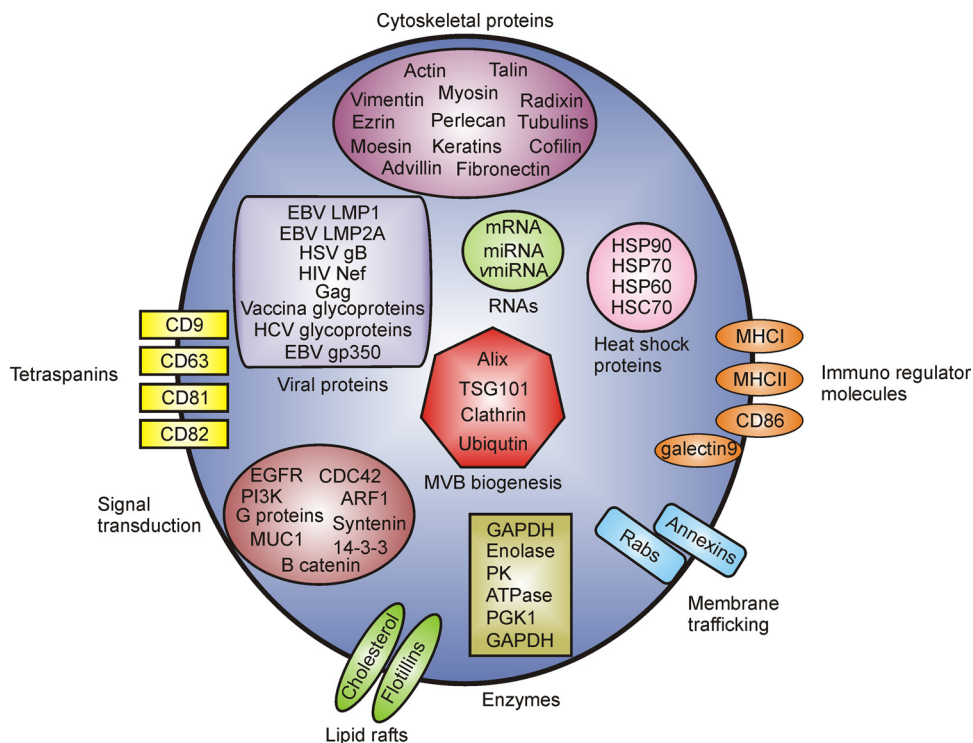 Cytoskeletal proteins
Actin Talin
Vimentin Myosin Radixin
Ezrin Perlecan Tubulins
Moesin Keratins Cofilin
Advillin Fibronectin
EBV LMP1
EBV LMP2A
HSV gB
HIV Nef
Gag
Vaccina glycoproteins
HCV glycoproteins
EBV gp350
Viral proteins
mRNA
miRNA
vmiRNA
RNAs
HSP90
HSP70
HSP60
HSC70
Heat shock
proteins
CD9
CD63
CD81
CD82
Tetraspanins
Alix
TSG101
Clathrin
Ubiqutin
MVB biogenesis
MHCI
MHCII
CD86
galectin9
Immuno regulator
molecules
Signal
transduction
EGFR CDC42
PI3K ARF1
G proteins Syntenin
MUC1 14-3-3
B catenin
GAPDH
Enolase
PK
ATPase
PGK1
GAPDH
Enzymes
Rabs
Annexins
Membrane
trafficking
Cholesterol
Flotillins
Lipid rafts